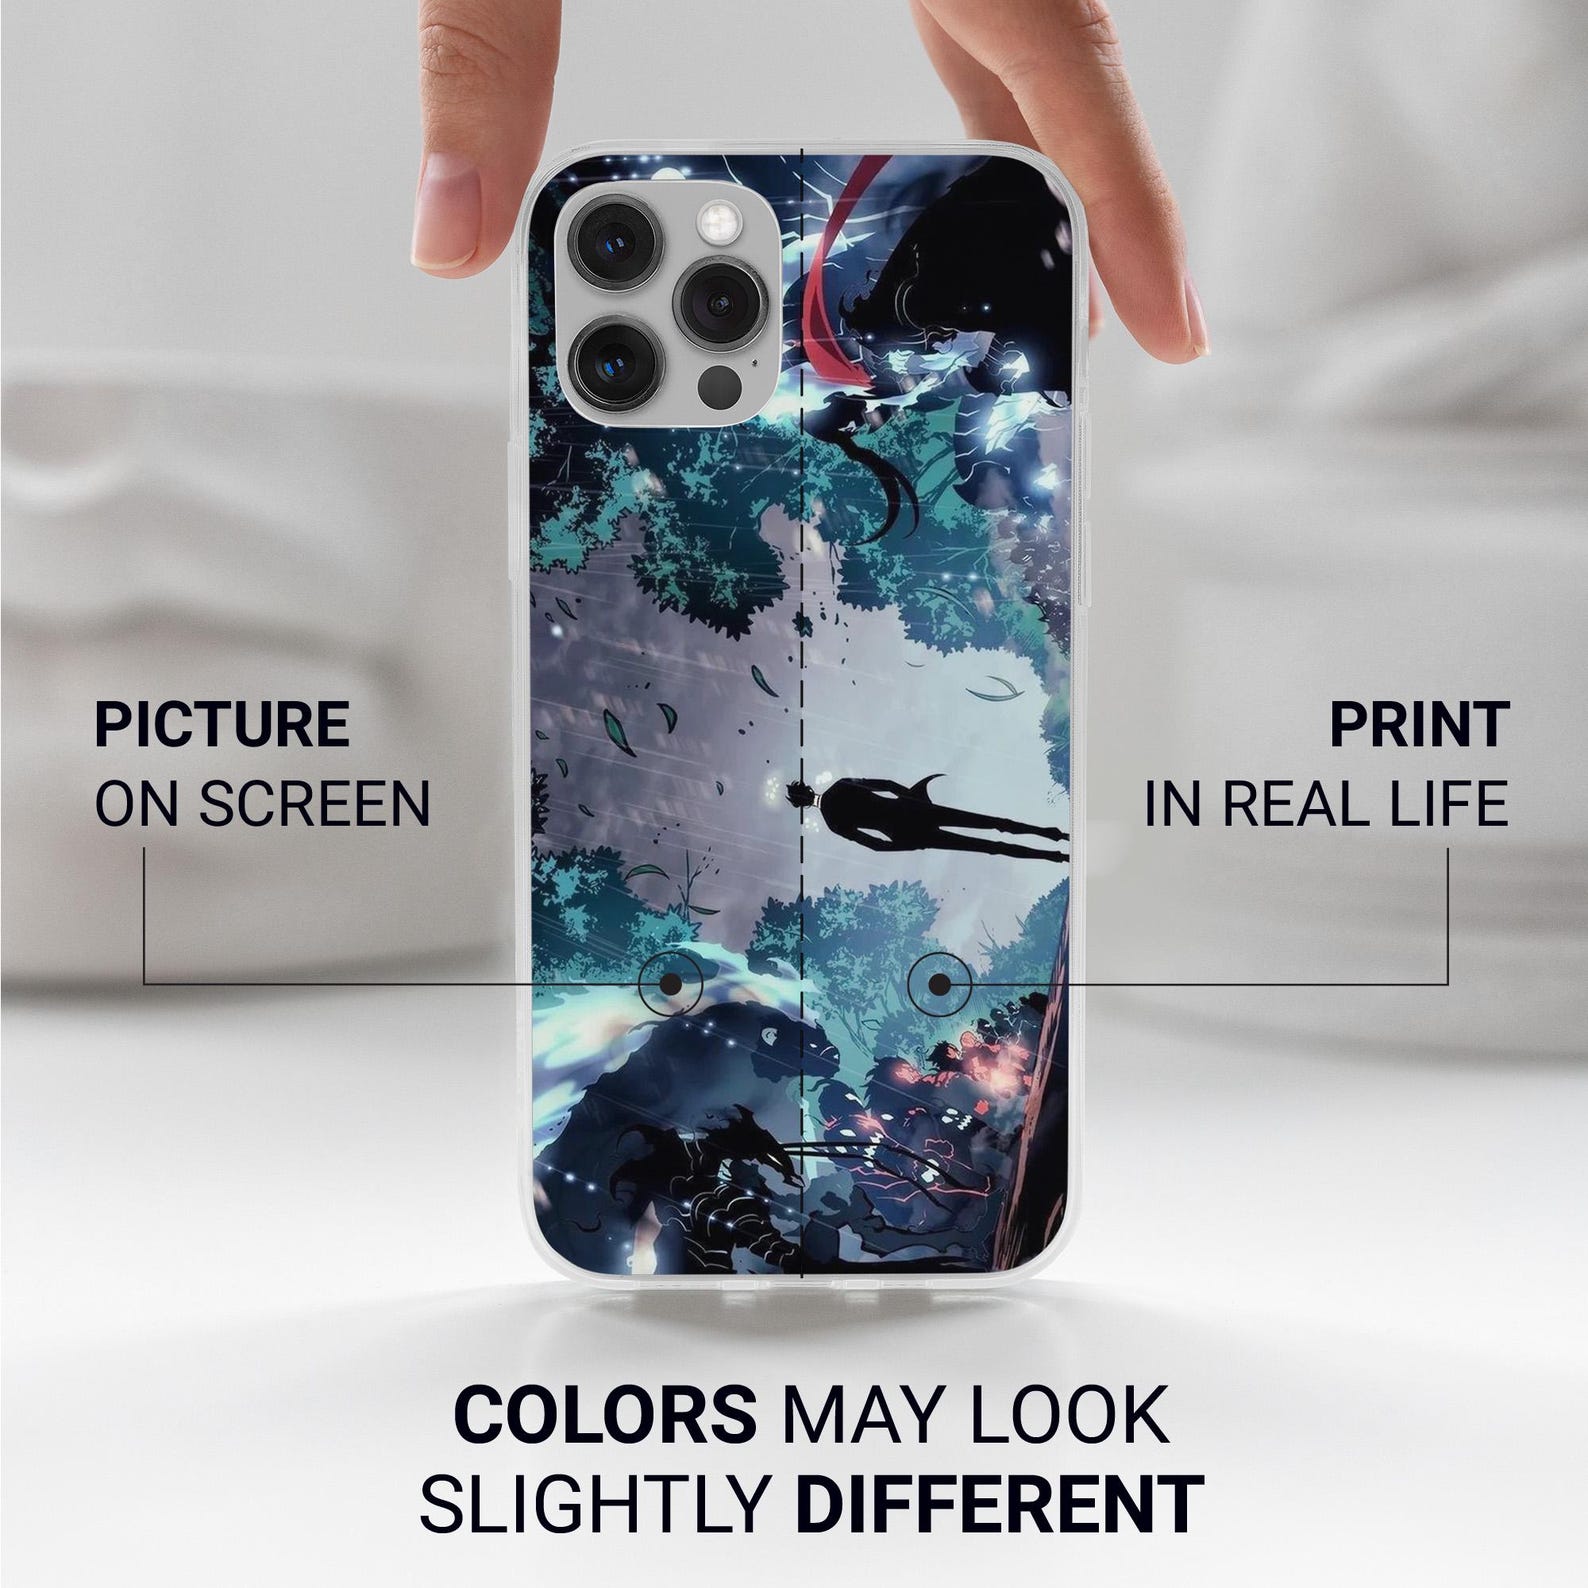 PICTURE
ON SCREEN
PRINT
IN REAL LIFE
COLORS MAY LOOK
SLIGHTLY DIFFERENT